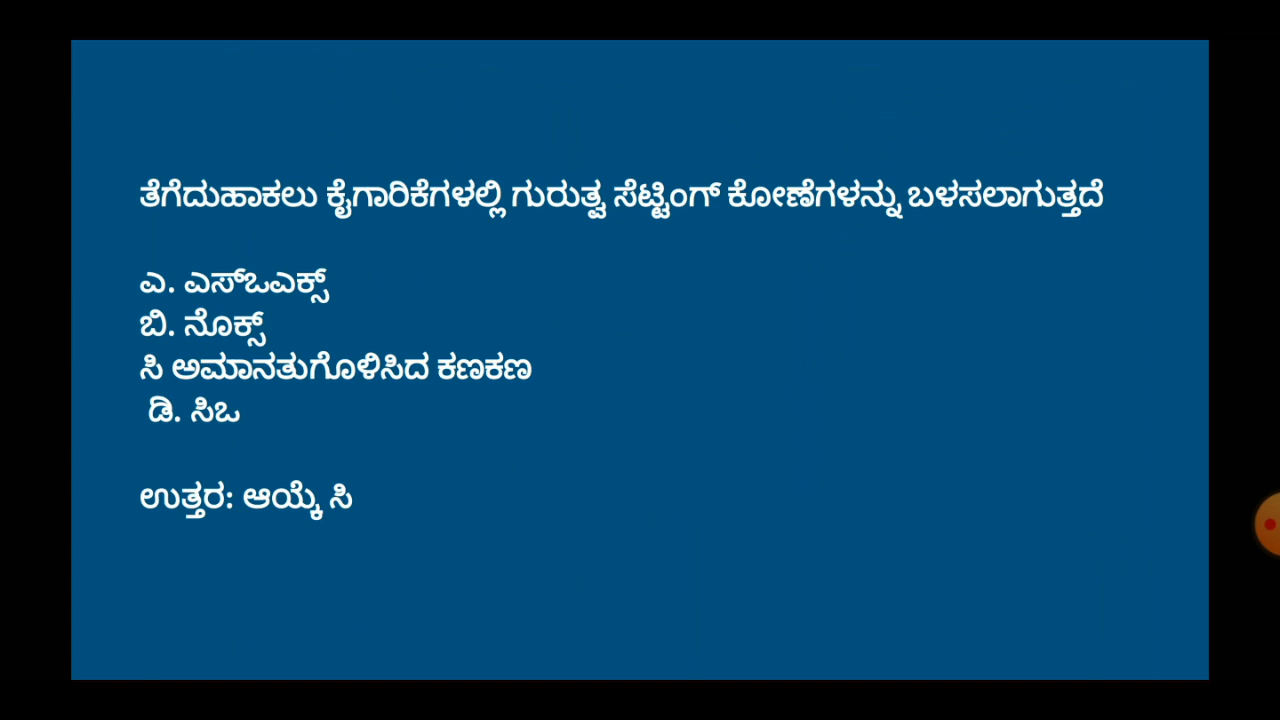 ತೆಗೆದುಹಾಕಲು ಕೈಗಾರಿಕೆಗಳಲ್ಲಿ ಗುರುತ್ವ ಸೆಟ್ಟಿಂಗ್ ಕೋಣೆಗಳನ್ನು ಬಳಸಲಾಗುತ್ತದೆ
ಎ. ಎಸ್ಒಎಕ್ಸ್
ಬಿ. ನೊಕ್ಸ್
ಸಿ ಅಮಾನತುಗೊಳಿಸಿದ ಕಣಕಣ
ಡಿ. ಸಿಒ
ಉತ್ತರ: ಆಯ್ಕೆ ಸಿ